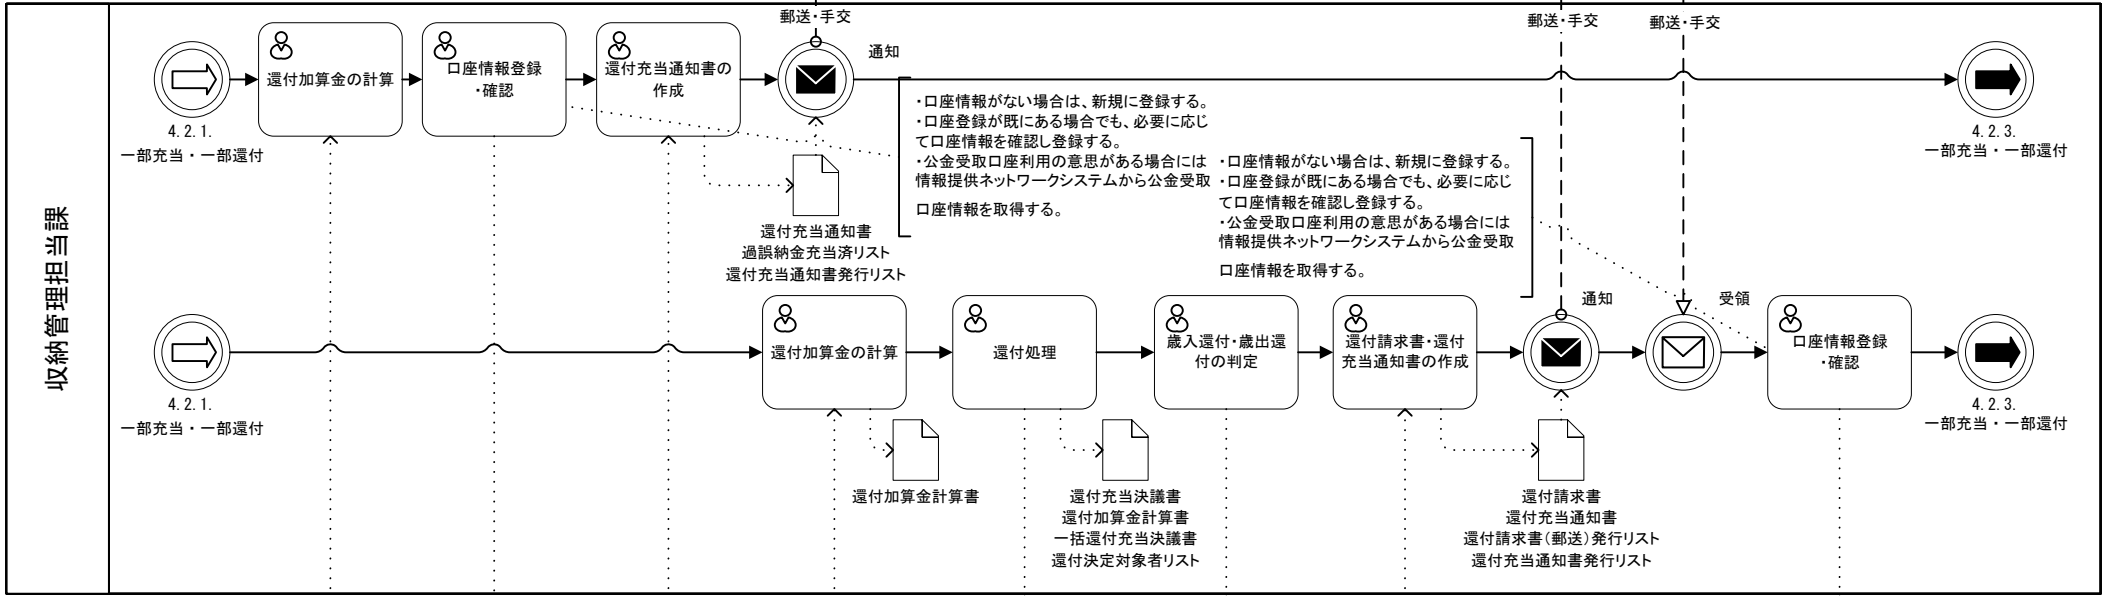 収納管理担当課
郵送・手交
郵送・手交
郵送・手交
4.2.1.
一部充当・一部還付
還付加算金の計算
口座情報登録
・確認
還付充当通知書の
作成
通知
4.2.3.
一部充当・一部還付
・口座情報がない場合は、新規に登録する。
・口座登録が既にある場合でも、必要に応じ
て口座情報を確認し登録する。
・公金受取口座利用の意思がある場合には
情報提供ネットワークシステムから公金受取
口座情報を取得する。
・口座情報がない場合は、新規に登録する。
・口座登録が既にある場合でも、必要に応じ
て口座情報を確認し登録する。
・公金受取口座利用の意思がある場合には
情報提供ネットワークシステムから公金受取
口座情報を取得する。
還付充当通知書
過誤納金充当済リスト
還付充当通知書発行リスト
4.2.1.
一部充当・一部還付
還付加算金の計算
還付処理
歳入還付・歳出還
付の判定
還付請求書・還付
充当通知書の作成
通知
受領
口座情報登録
・確認
4.2.3.
一部充当・一部還付
還付加算金計算書
還付充当決議書
還付加算金計算書
一括還付充当決議書
還付決定対象者リスト
還付請求書
還付充当通知書
還付請求書(郵送)発行リスト
還付充当通知書発行リスト